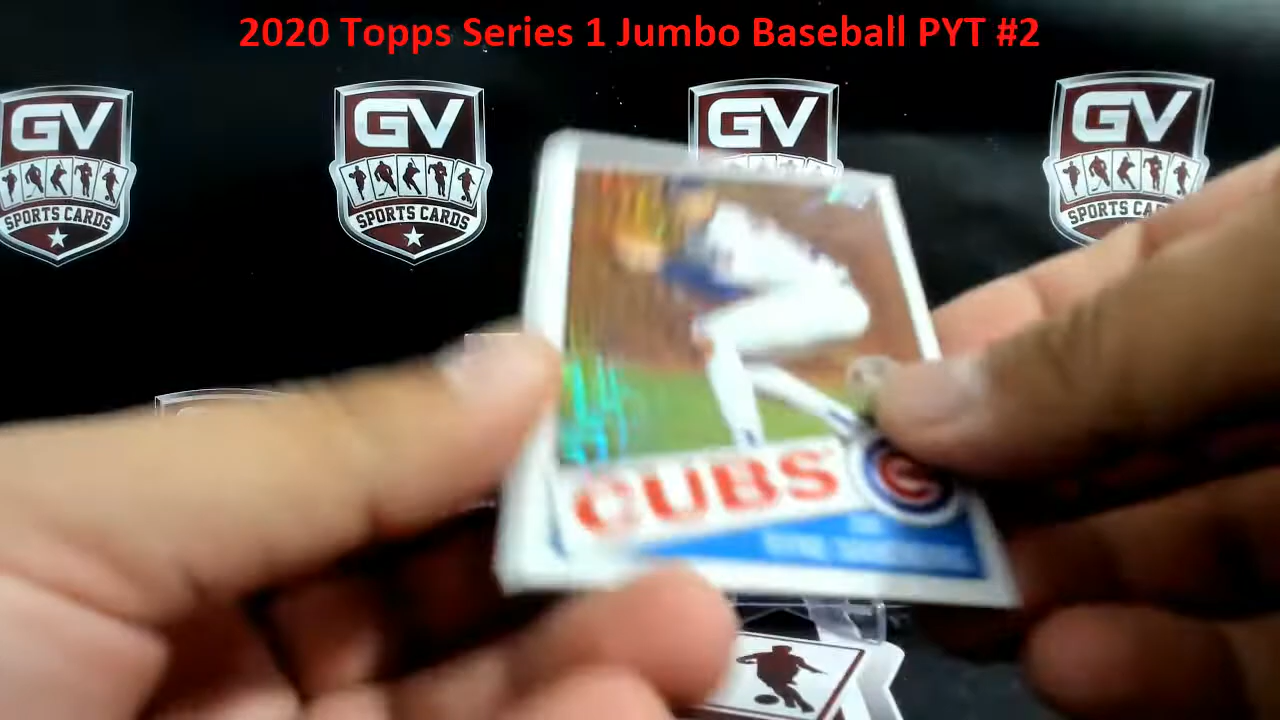 2020 Topps Series 1 Jumbo Baseball PYT #2
GV
SPORTS CARDS
GV
SPORTS CARDS
GV
GV
SPORTS CARDS
CUBS
C